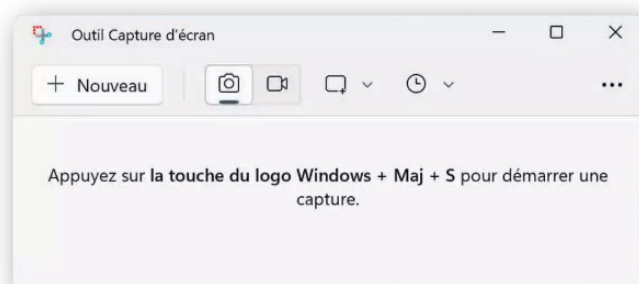 Outil Capture d'écran
Nouveau
Appuyez sur la touche du logo Windows + Maj + S pour démarrer une
capture.